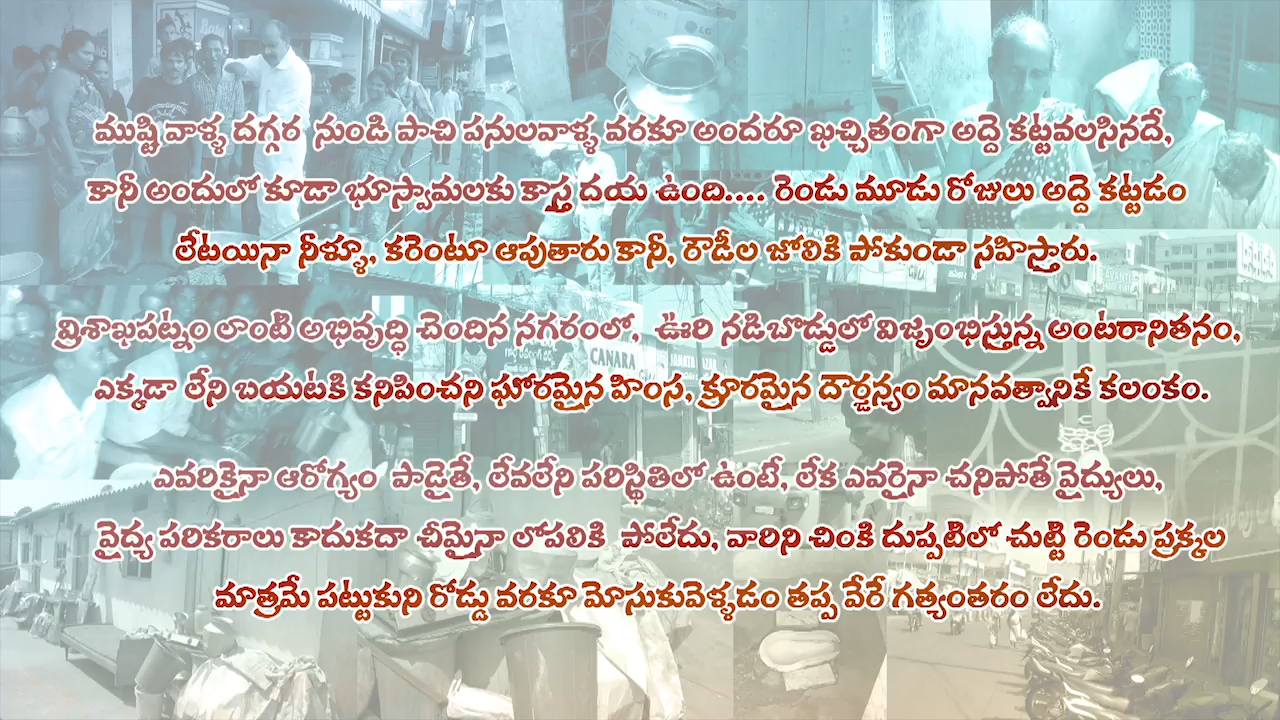 ముష్టి వాళ్ళ దగ్గర నుండి పాచి పనులవాళ్ళ వరకూ అందరూ ఖచ్చితంగా అద్దె కట్టవలసినదే,
కానీ అందులో కూడా భూస్వామలకు కాస్త దయ ఉంది.... రెండు మూడు రోజులు అద్దె కట్టడం
లేటయినా నీళ్ళూ, కరెంటూ ఆపుతారు కానీ, రౌడీల జోలికి పోకుండా సహిస్తారు.
విశాఖపట్నం లాంటి అభివృద్ధి చెందిన నగరంలో, ఊరి నడిబొడ్డులో విజృంభిస్తున్న అంటరానితనం,
ఎక్కడా లేని బయటకి కనిపించని ఘోరమైన హింస, క్రూరమైన దౌర్జన్యం మానవత్వానికే కలంకం.
ఎవరికైనా ఆరోగ్యం పాడైతే, లేవలేని పరిస్థితిలో ఉంటే, లేక ఎవరైనా చనిపోతే వైద్యులు,
వైద్య పరికరాలు కాదుకదా చీమైనా లోపలికి పోలేదు, వారిని చింకి దుప్పటిలో చుట్టి రెండు ప్రక్కల
మాత్రమే పట్టుకుని రోడ్డు వరకూ మోసుకువెళ్ళడం తప్ప వేరే గత్యంతరం లేదు.
CANARA